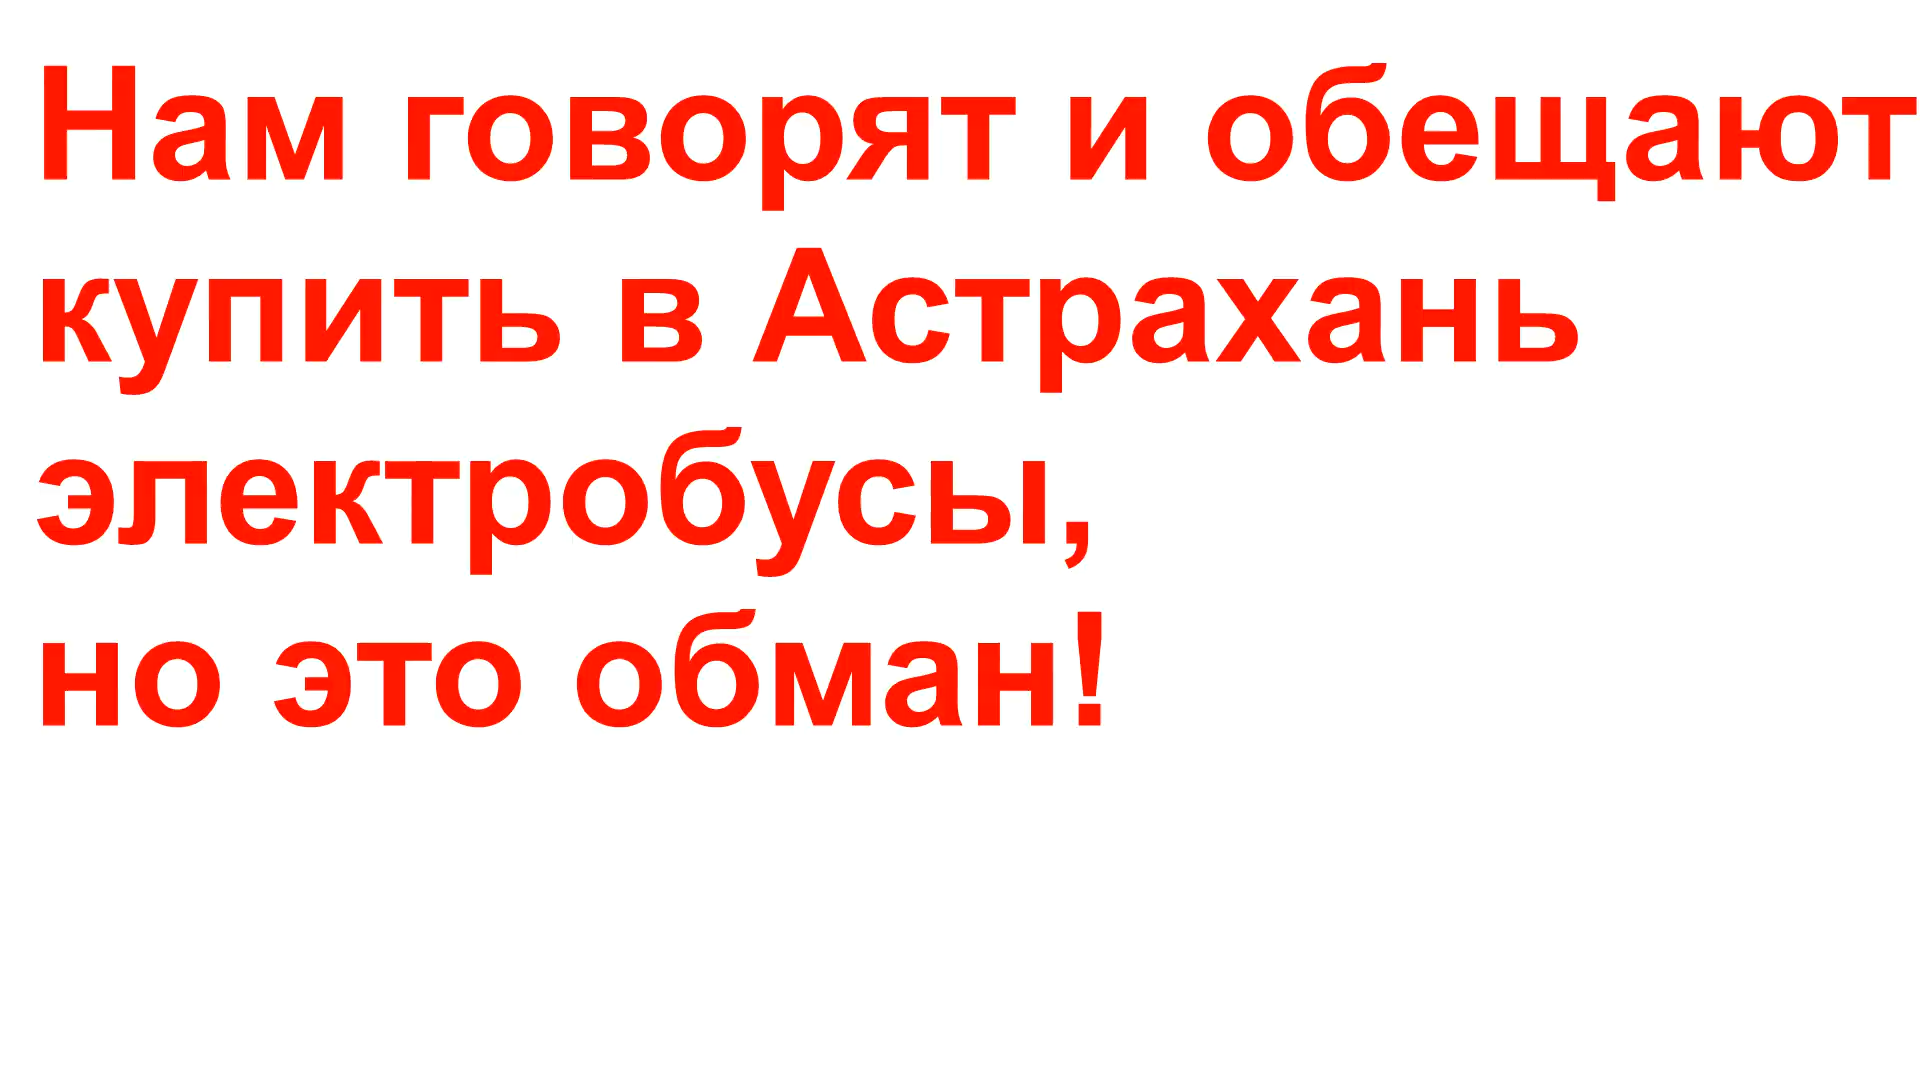 Нам говорят и обещают
купить в Астрахань
электробусы,
но это обман!